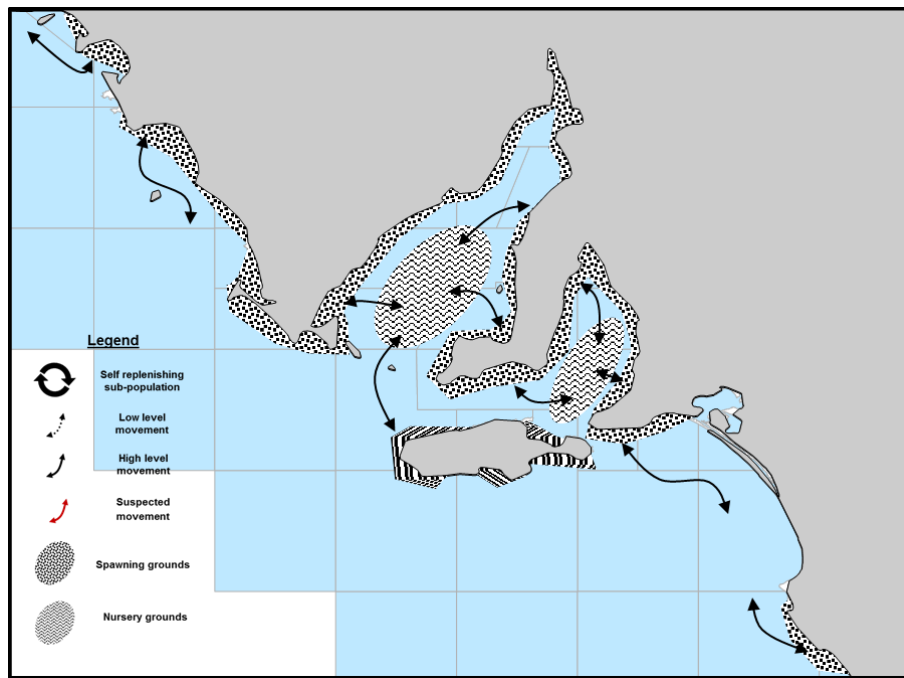 Legend
Self replenishing
sub-population
Low level
movement
High level
movement
Suspected
movement
Spawning grounds
Nursery grounds